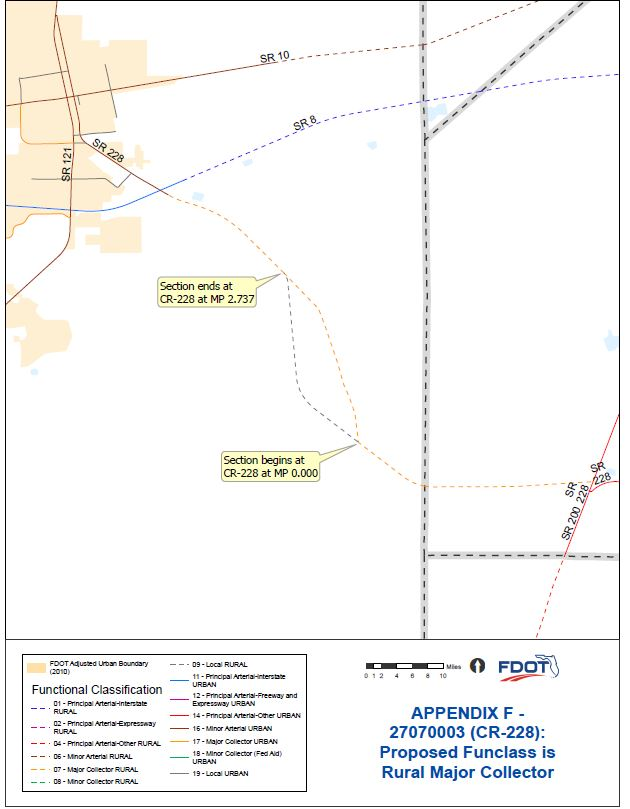 SR 10
SR 8
SR 228
SR 121
Section ends at
CR-228 at MP 2.737
Section begins at
CR-228 at MP 0.000
SR
228
SR
228
SR 200
FDOT Adjusted Urban Boundary
(2010)
Functional Classification
01 - Principal Arterial-Interstate
RURAL
02 - Principal Arterial-Expressway
RURAL
04 - Principal Arterial-Other RURAL
06 - Minor Arterial RURAL
07 - Major Collector RURAL
08 - Minor Collector RURAL
09 - Local RURAL
11 - Principal Arterial-Interstate
URBAN
12 - Principal Arterial-Freeway and
Expressway URBAN
14 - Principal Arterial-Other URBAN
16 - Minor Arterial URBAN
17 - Major Collector URBAN
18 - Minor Collector (Fed Aid)
URBAN
19 - Local URBAN
Miles
0 1 2 4 6 8 10
FDOT
APPENDIX F -
27070003 (CR-228):
Proposed Funclass is
Rural Major Collector